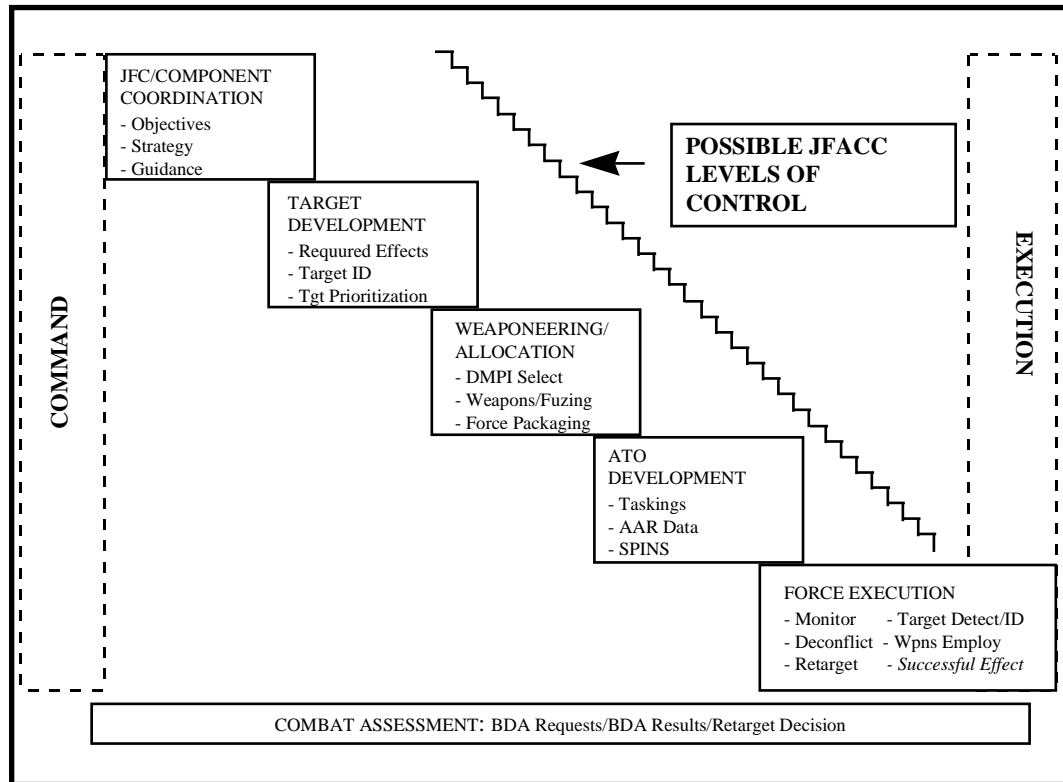 JFC/COMPONENT
COORDINATION
- Objectives
- Strategy
- Guidance
POSSIBLE JFACC
LEVELS OF
CONTROL
TARGET
DEVELOPMENT
- Requured Effects
- Target ID
- Tgt Prioritization
COMMAND
EXECUTION
WEAPONEERING/
ALLOCATION
- DMPI Select
- Weapons/Fuzing
- Force Packaging
ATO
DEVELOPMENT
- Taskings
- AAR Data
- SPINS
FORCE EXECUTION
- Monitor - Target Detect/ID
- Deconflict - Wpns Employ
- Retarget - Successful Effect
COMBAT ASSESSMENT: BDA Requests/BDA Results/Retarget Decision